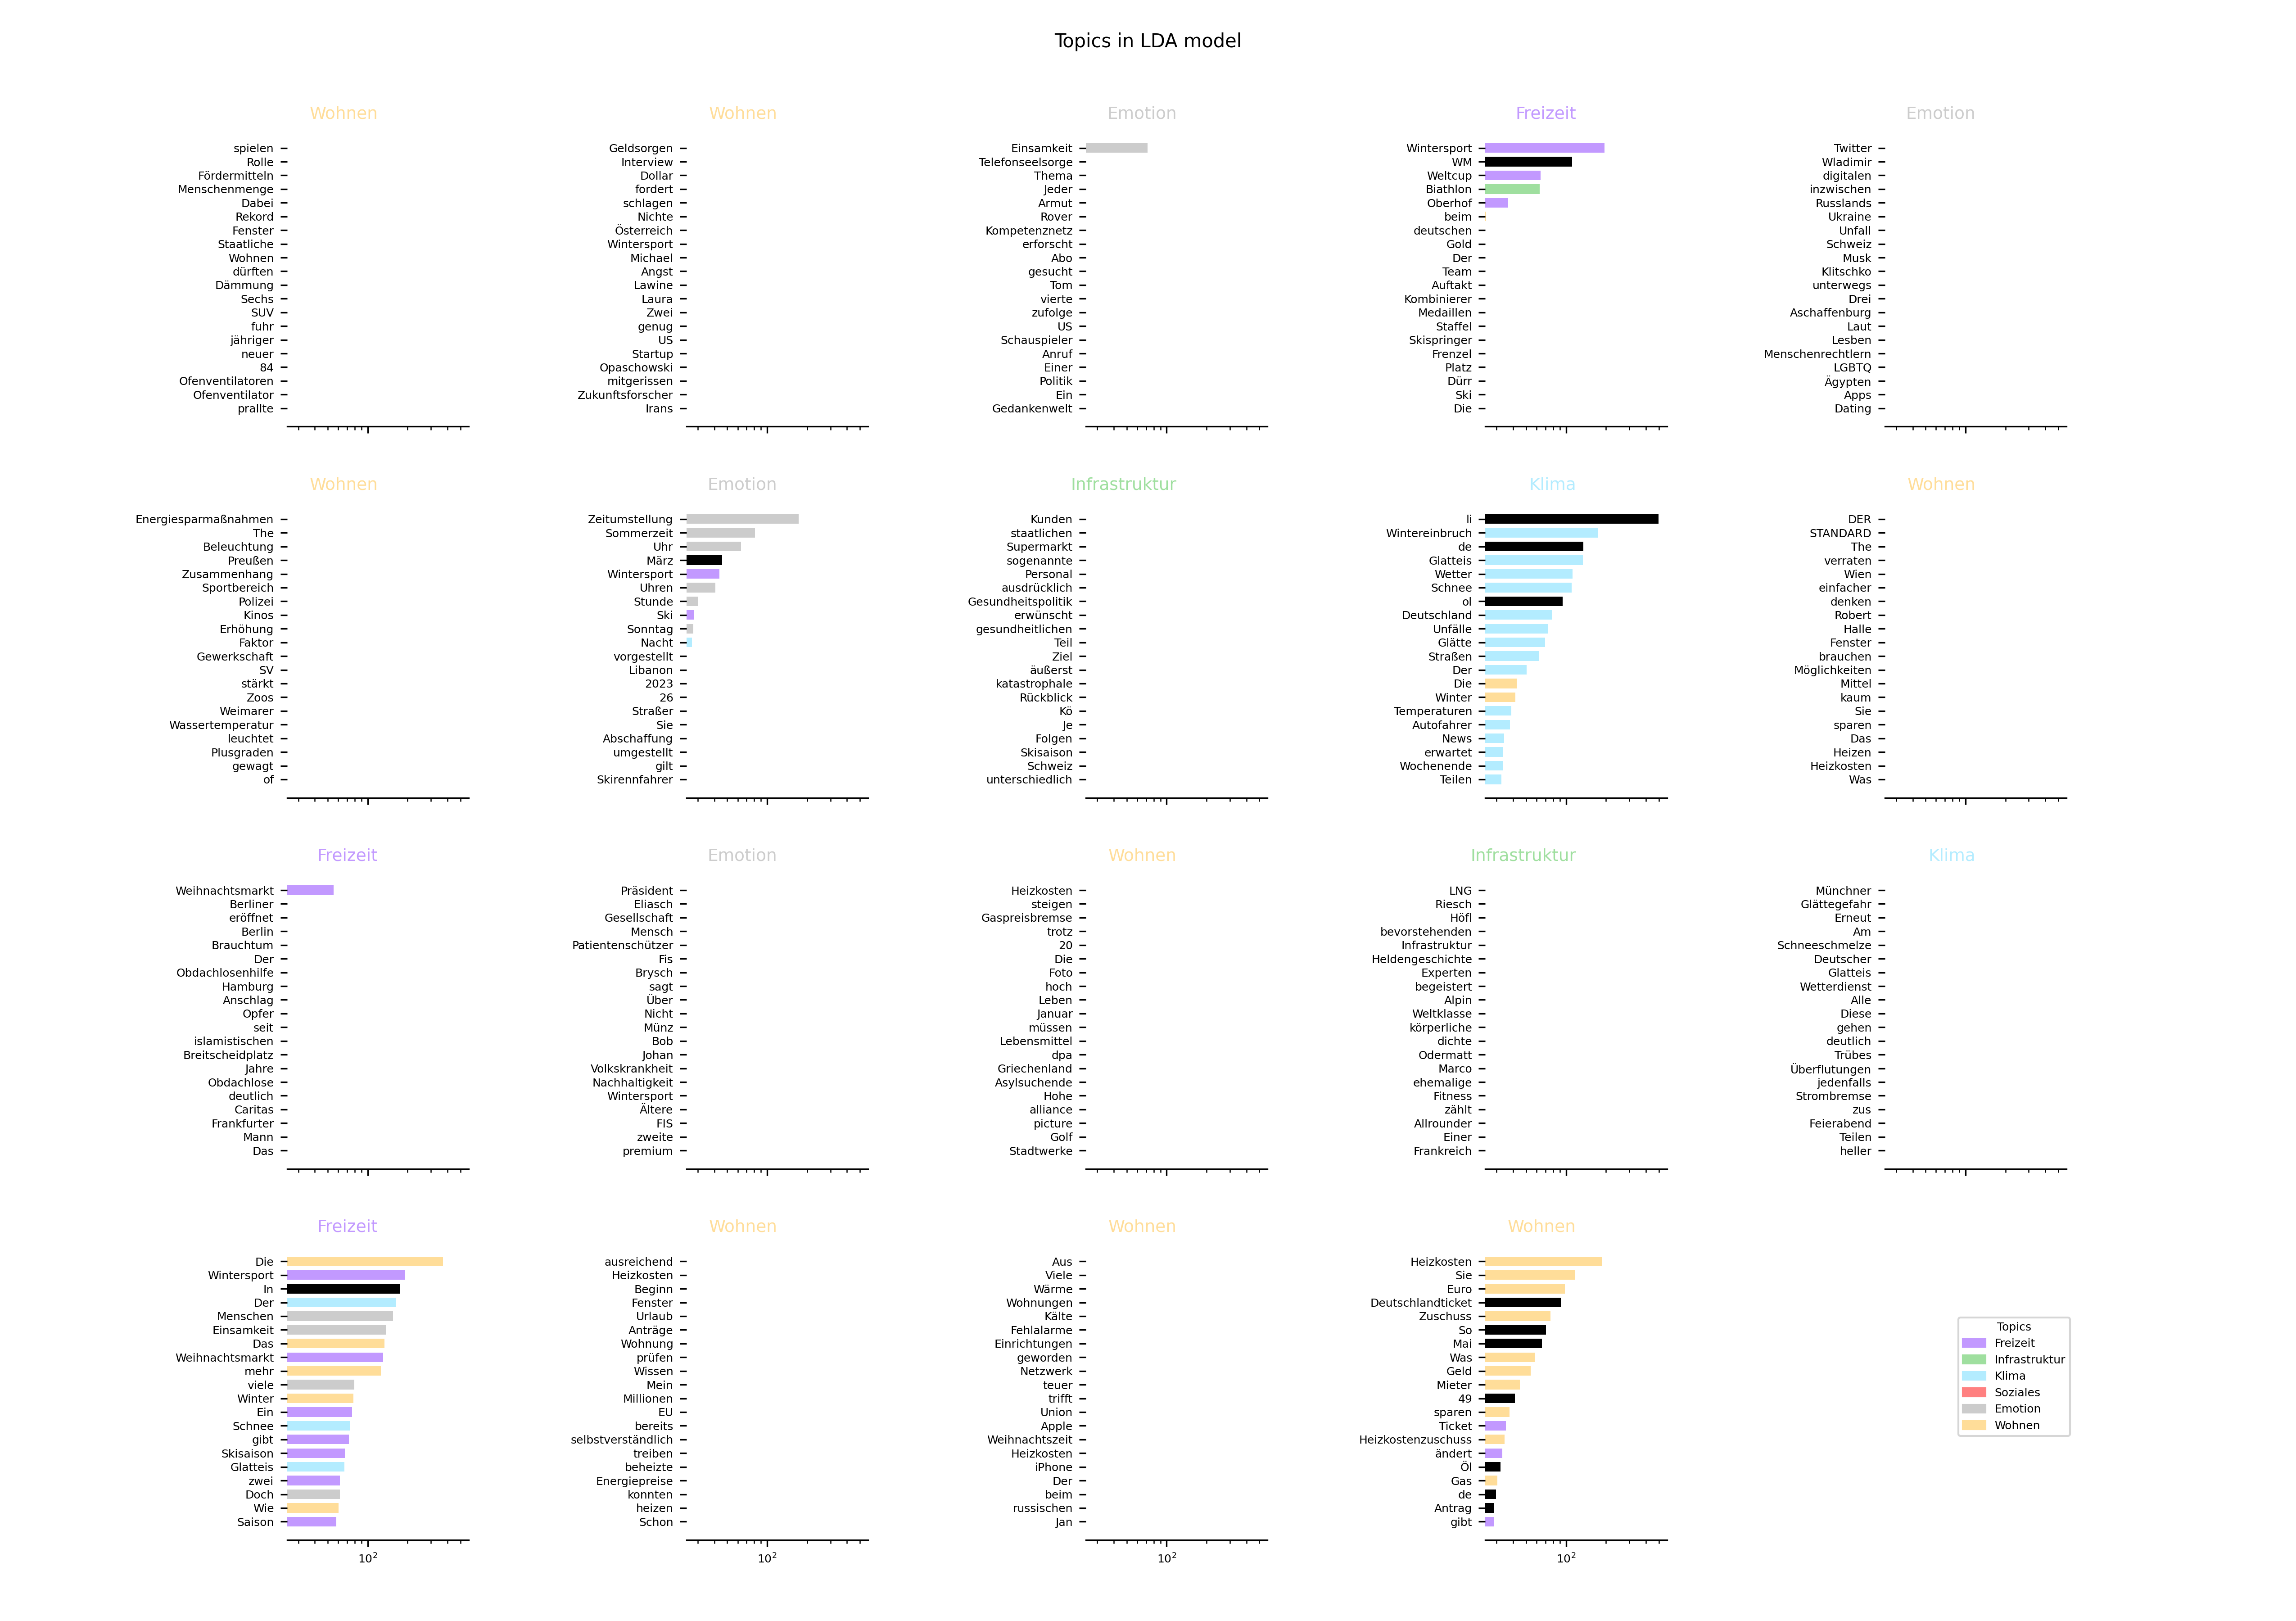 Topics in LDA model
Wohnen
spielen
Rolle
Fördermitteln
Menschenmenge
Dabei
Rekord
Fenster
Staatliche
Wohnen
dürften
Dämmung
Sechs
SUV
fuhr
jähriger
neuer
84
Ofenventilatoren
Ofenventilator
prallte
Wohnen
Geldsorgen
Interview
Dollar
fordert
schlagen
Nichte
Österreich
Wintersport
Michael
Angst
Lawine
Laura
Zwei
genug
US
Startup
Opaschowski
mitgerissen
Zukunftsforscher
Irans
Emotion
Einsamkeit
Telefonseelsorge
Thema
Jeder
Armut
Rover
Kompetenznetz
erforscht
Abo
gesucht
Tom
vierte
zufolge
US
Schauspieler
Anruf
Einer
Politik
Ein
Gedankenwelt
Freizeit
Wintersport
WM
Weltcup
Biathlon
Oberhof
beim
deutschen
Gold
Der
Team
Auftakt
Kombinierer
Medaillen
Staffel
Skispringer
Frenzel
Platz
Dürr
Ski
Die
Emotion
Twitter
Wladimir
digitalen
inzwischen
Russlands
Ukraine
Unfall
Schweiz
Musk
Klitschko
unterwegs
Drei
Aschaffenburg
Laut
Lesben
Menschenrechtlern
LGBTQ
Ägypten
Apps
Dating
Wohnen
Energiesparmaßnahmen
The
Beleuchtung
Preußen
Zusammenhang
Sportbereich
Polizei
Kinos
Erhöhung
Faktor
Gewerkschaft
SV
stärkt
Zoos
Weimarer
Wassertemperatur
leuchtet
Plusgraden
gewagt
of
Emotion
Zeitumstellung
Sommerzeit
Uhr
März
Wintersport
Uhren
Stunde
Ski
Sonntag
Nacht
vorgestellt
Libanon
2023
26
Straßer
Sie
Abschaffung
umgestellt
gilt
Skirennfahrer
Infrastruktur
Kunden
staatlichen
Supermarkt
sogenannte
Personal
ausdrücklich
Gesundheitspolitik
erwünscht
gesundheitlichen
Teil
Ziel
äußerst
katastrophale
Rückblick
Kö
Je
Folgen
Skisaison
Schweiz
unterschiedlich
Klima
li
Wintereinbruch
de
Glatteis
Wetter
Schnee
ol
Deutschland
Unfälle
Glätte
Straßen
Der
Die
Winter
Temperaturen
Autofahrer
News
erwartet
Wochenende
Teilen
Wohnen
DER
STANDARD
The
verraten
Wien
einfacher
denken
Robert
Halle
Fenster
brauchen
Möglichkeiten
Mittel
kaum
Sie
sparen
Das
Heizen
Heizkosten
Was
Freizeit
Weihnachtsmarkt
Berliner
eröffnet
Berlin
Brauchtum
Der
Obdachlosenhilfe
Hamburg
Anschlag
Opfer
seit
islamistischen
Breitscheidplatz
Jahre
Obdachlose
deutlich
Caritas
Frankfurter
Mann
Das
Emotion
Präsident
Eliasch
Gesellschaft
Mensch
Patientenschützer
Fis
Brysch
sagt
Über
Nicht
Münz
Bob
Johan
Volkskrankheit
Nachhaltigkeit
Wintersport
Ältere
FIS
zweite
premium
Wohnen
Heizkosten
steigen
Gaspreisbremse
trotz
20
Die
Foto
hoch
Leben
Januar
müssen
Lebensmittel
dpa
Griechenland
Asylsuchende
Hohe
alliance
picture
Golf
Stadtwerke
Infrastruktur
LNG
Riesch
Höfl
bevorstehenden
Infrastruktur
Heldengeschichte
Experten
begeistert
Alpin
Weltklasse
körperliche
dichte
Odermatt
Marco
ehemalige
Fitness
zählt
Allrounder
Einer
Frankreich
Klima
Münchner
Glättegefahr
Erneut
Am
Schneeschmelze
Deutscher
Glatteis
Wetterdienst
Alle
Diese
gehen
deutlich
Trübes
Überflutungen
jedenfalls
Strombremse
zus
Feierabend
Teilen
heller
Freizeit
Die
Wintersport
In
Der
Menschen
Einsamkeit
Das
Weihnachtsmarkt
mehr
viele
Winter
Ein
Schnee
gibt
Skisaison
Glatteis
zwei
Doch
Wie
Saison
10²
Wohnen
ausreichend
Heizkosten
Beginn
Fenster
Urlaub
Anträge
Wohnung
prüfen
Wissen
Mein
Millionen
EU
bereits
selbstverständlich
treiben
beheizte
Energiepreise
konnten
heizen
Schon
10²
Wohnen
Aus
Viele
Wärme
Wohnungen
Kälte
Fehlalarme
Einrichtungen
geworden
Netzwerk
teuer
trifft
Union
Apple
Weihnachtszeit
Heizkosten
iPhone
Der
beim
russischen
Jan
10²
Wohnen
Heizkosten
Sie
Euro
Deutschlandticket
Zuschuss
So
Mai
Was
Geld
Mieter
49
sparen
Ticket
Heizkostenzuschuss
ändert
Öl
Gas
de
Antrag
gibt
10²
Topics
Freizeit
Infrastruktur
Klima
Soziales
Emotion
Wohnen